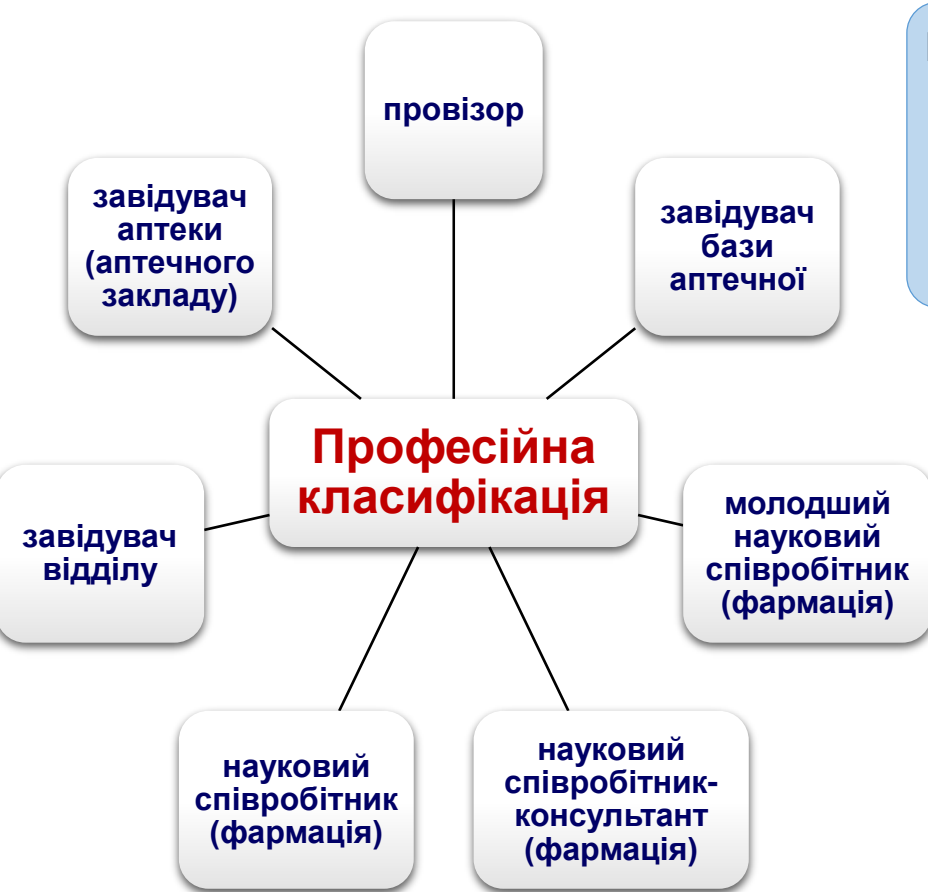 провізор
завідувач
аптеки
(аптечного
закладу)
завідувач
бази
аптечної
Професійна
класифікація
завідувач
відділу
молодший
науковий
співробітник
(фармація)
науковий
співробітник
(фармація)
науковий
співробітник-
консультант
(фармація)